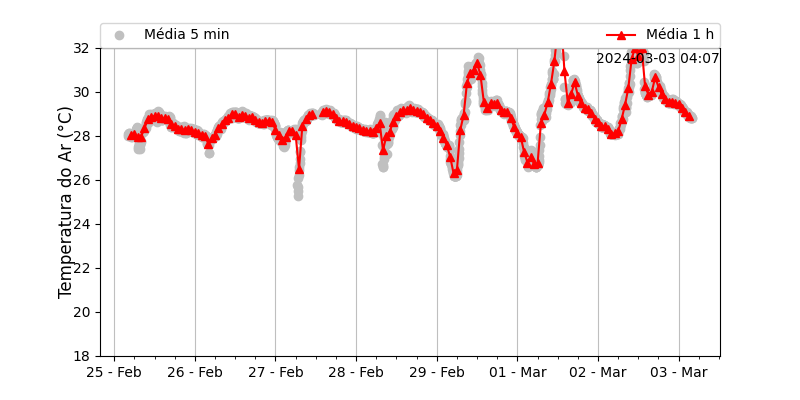 Média 5 min
Média 1 h
2024-03-03 04:07
Temperatura do Ar (°C)
32
30
28
26
24
22
20
18
25 - Feb
26 - Feb
27 - Feb
28 - Feb
29 - Feb
01 - Mar
02 - Mar
03 - Mar